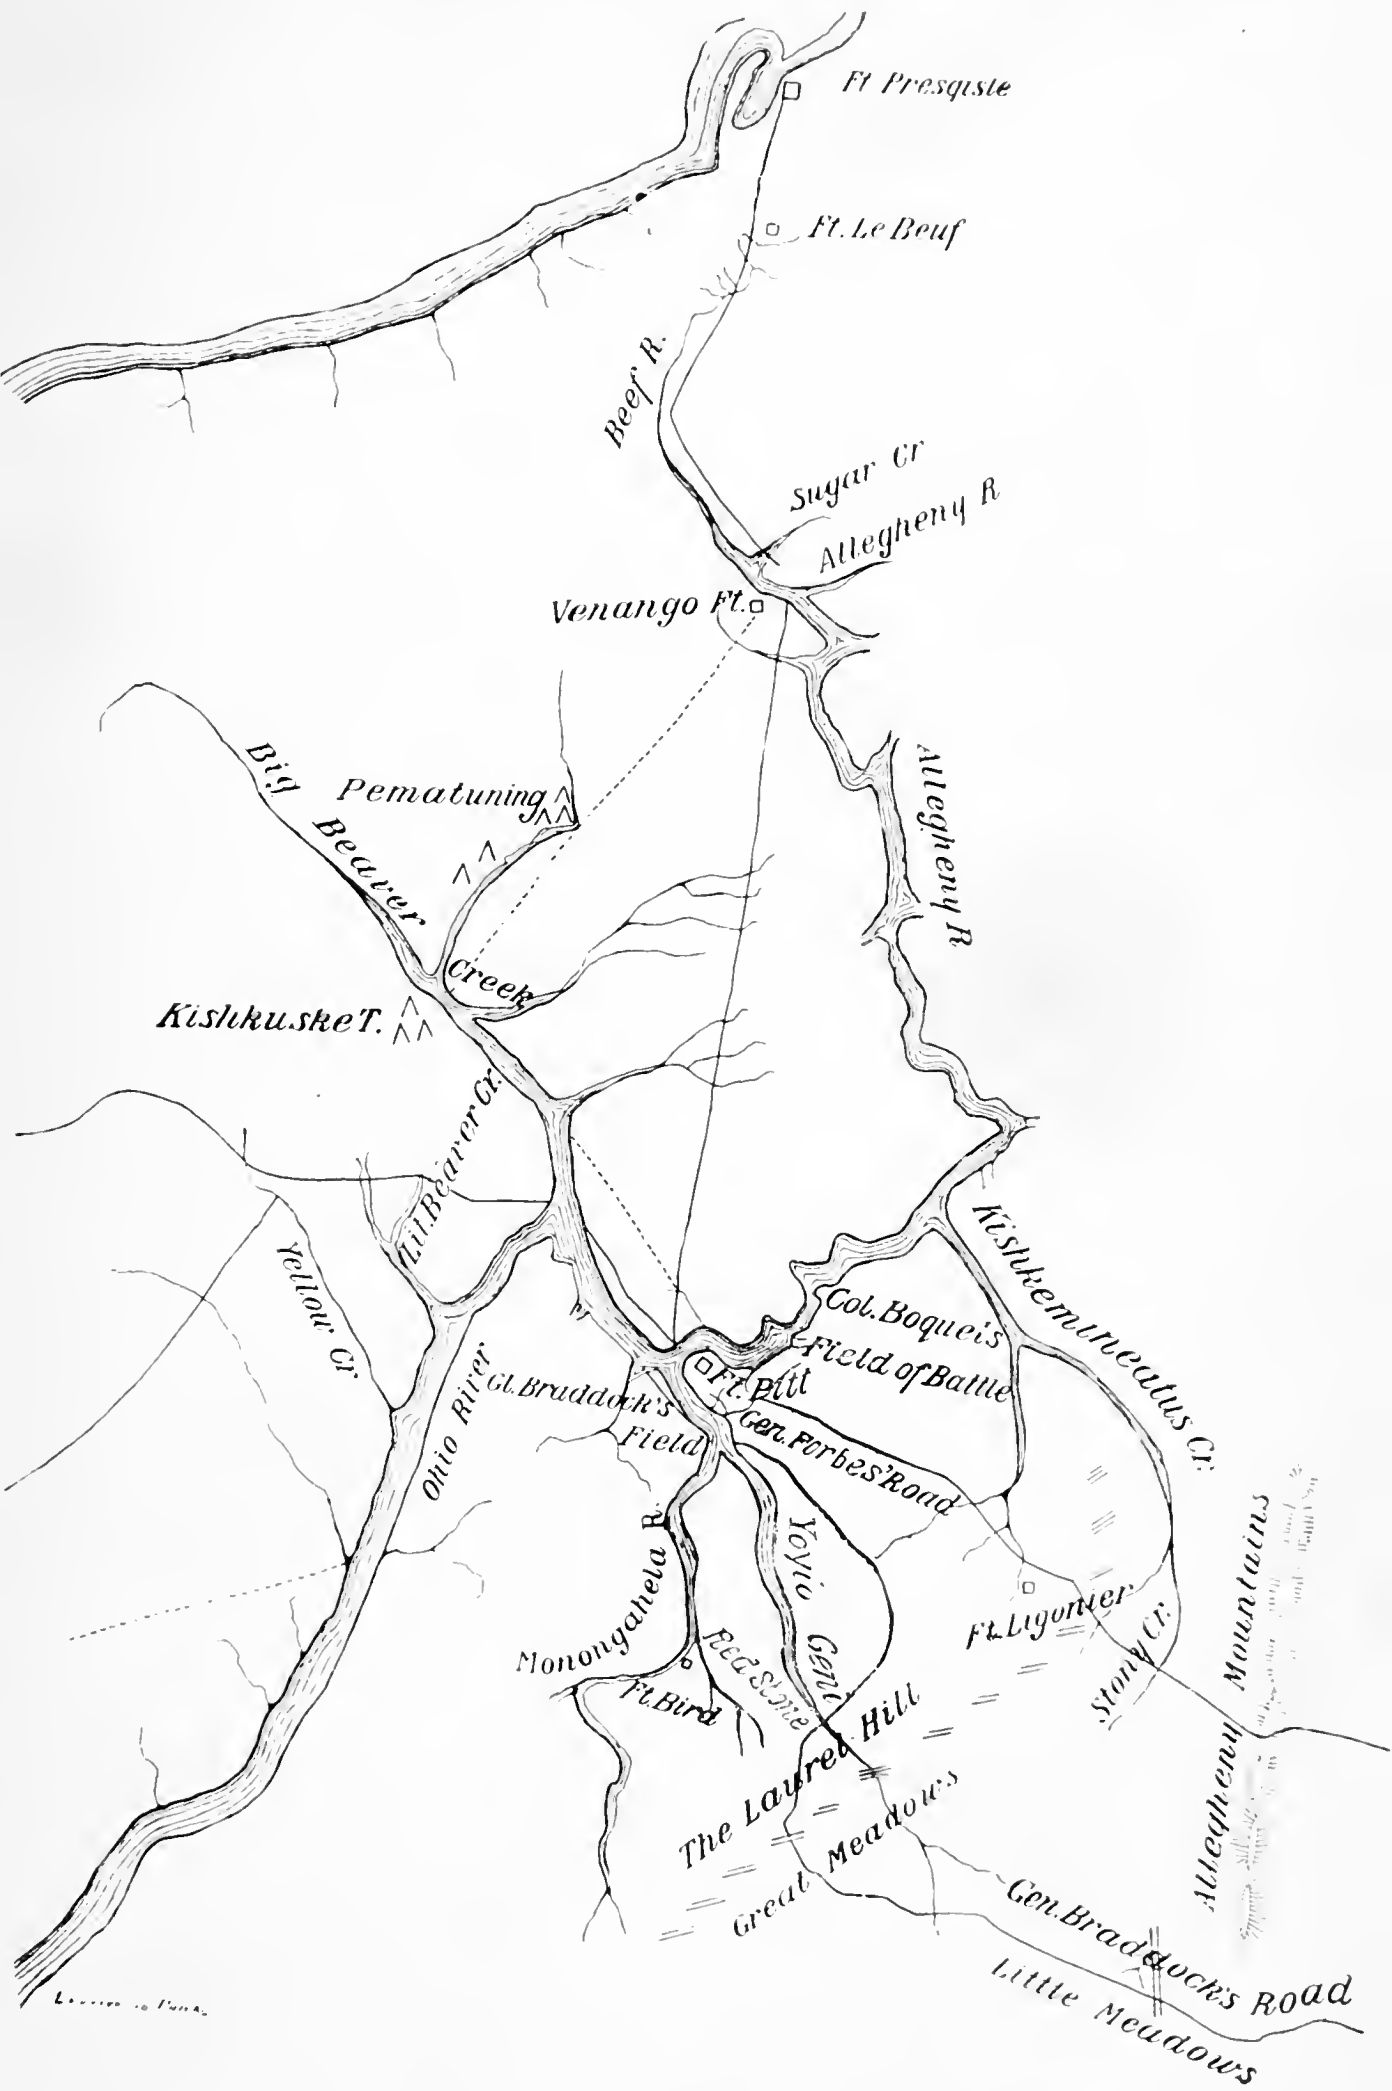 Ft Presqisle
Ft. Le Beuf
Beef R.
Sugar Cr
Allegheny R
Venango Ft.
Big Beaver Creek
Pematuning
Allegheny R
Kishkuske T.
Lit. Beaver Cr.
Yellow Cr
Ohio River
Kishkemineatus Cr.
Col. Boqueis
Field of Battle
Ft. Pitt
Gl. Braddock's
Field
Gen. Forbes' Road
Monongahela R.
Yoyio Geni
Red Stone
Ft. Bird
Ft. Ligonier
Stony Cr.
Allegheny Mountains
The Laurel Hill
Great Meadows
Gen. Braddock's Road
Little Meadows